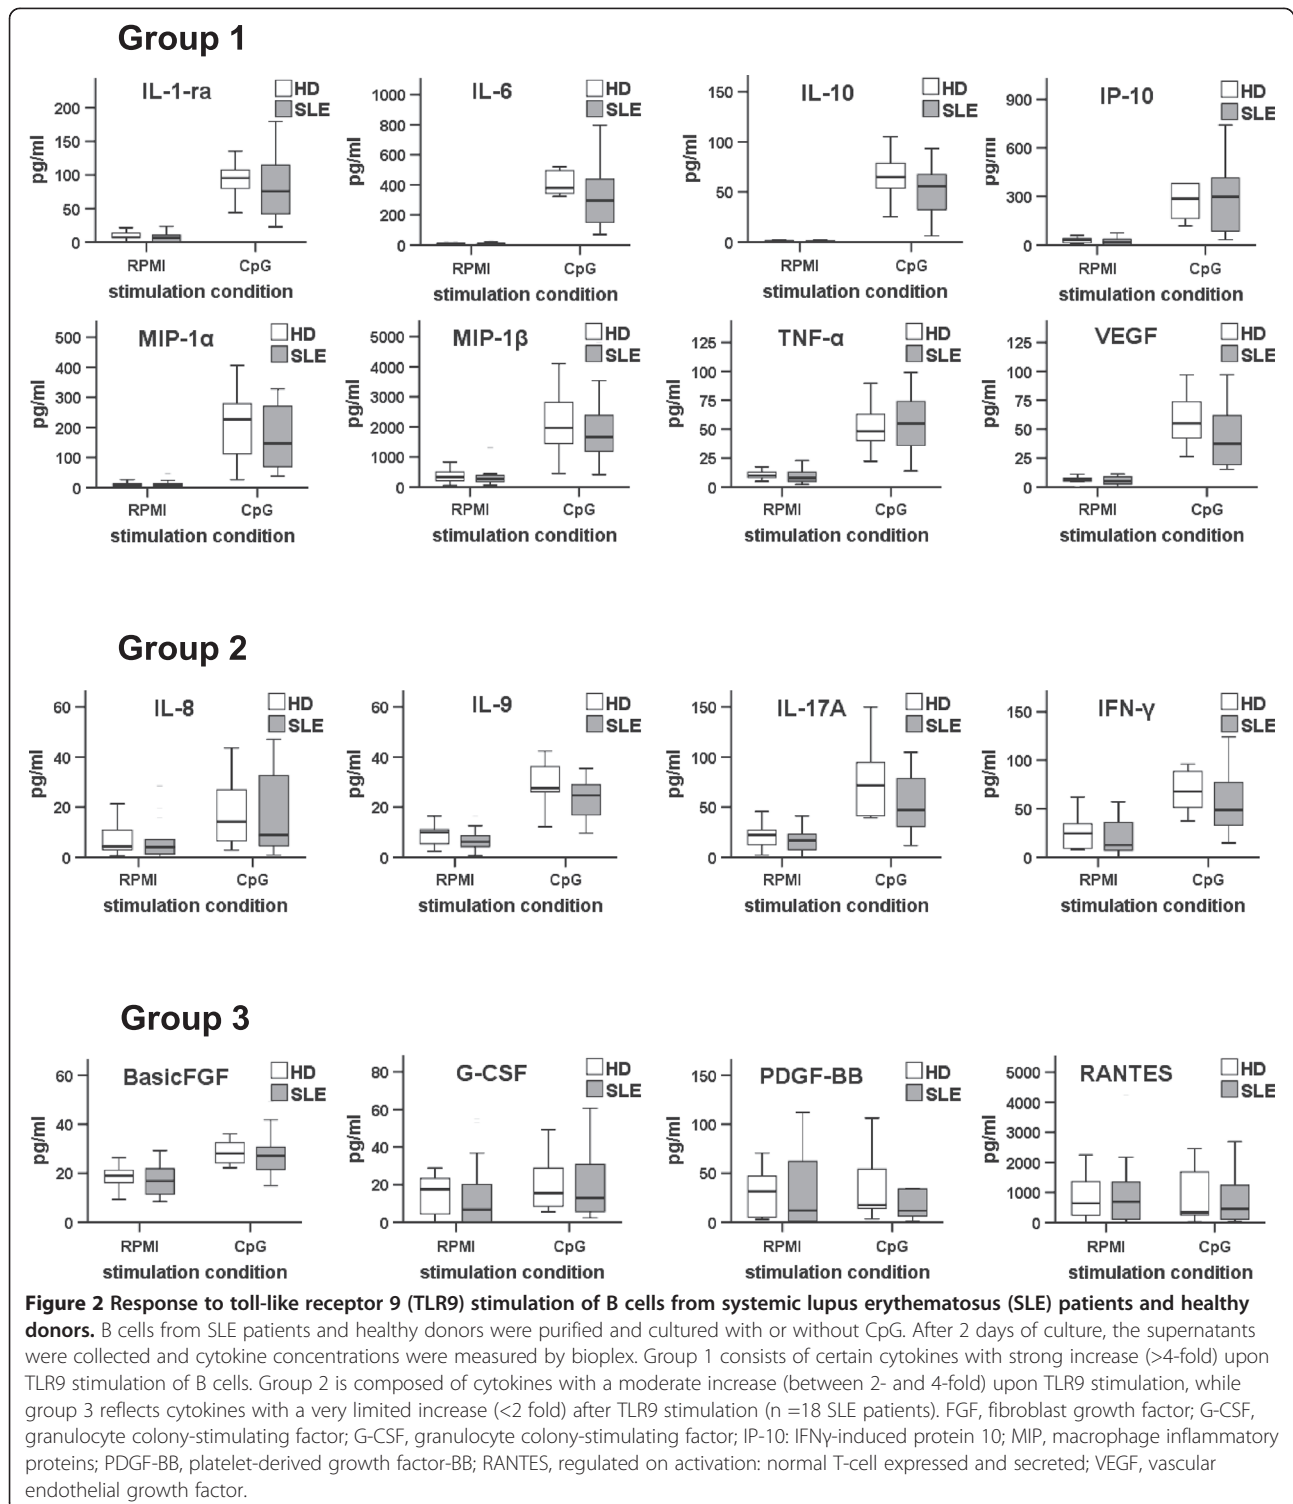 Group 1
IL-1-ra
HD
SLE
pg/ml
200
150
100
50
0
RPMI CpG
stimulation condition
IL-6
HD
SLE
pg/ml
1000
800
600
400
200
0
RPMI CpG
stimulation condition
IL-10
HD
SLE
pg/ml
150
100
50
0
RPMI CpG
stimulation condition
IP-10
HD
SLE
pg/ml
900
600
300
0
RPMI CpG
stimulation condition
MIP-1α
HD
SLE
pg/ml
500
400
300
200
100
0
RPMI CpG
stimulation condition
MIP-1β
HD
SLE
pg/ml
5000
4000
3000
2000
1000
0
RPMI CpG
stimulation condition
TNF-α
HD
SLE
pg/ml
125
100
75
50
25
0
RPMI CpG
stimulation condition
VEGF
HD
SLE
pg/ml
125
100
75
50
25
0
RPMI CpG
stimulation condition
Group 2
IL-8
HD
SLE
pg/ml
60
40
20
0
RPMI CpG
stimulation condition
IL-9
HD
SLE
pg/ml
60
40
20
0
RPMI CpG
stimulation condition
IL-17A
HD
SLE
pg/ml
150
100
50
0
RPMI CpG
stimulation condition
IFN-γ
HD
SLE
pg/ml
150
100
50
0
RPMI CpG
stimulation condition
Group 3
BasicFGF
HD
SLE
pg/ml
60
40
20
0
RPMI CpG
stimulation condition
G-CSF
HD
SLE
pg/ml
80
60
40
20
0
RPMI CpG
stimulation condition
PDGF-BB
HD
SLE
pg/ml
150
100
50
0
RPMI CpG
stimulation condition
RANTES
HD
SLE
pg/ml
5000
4000
3000
2000
1000
0
RPMI CpG
stimulation condition
Figure 2 Response to toll-like receptor 9 (TLR9) stimulation of B cells from systemic lupus erythematosus (SLE) patients and healthy
donors. B cells from SLE patients and healthy donors were purified and cultured with or without CpG. After 2 days of culture, the supernatants
were collected and cytokine concentrations were measured by bioplex. Group 1 consists of certain cytokines with strong increase (>4-fold) upon
TLR9 stimulation of B cells. Group 2 is composed of cytokines with a moderate increase (between 2- and 4-fold) upon TLR9 stimulation, while
group 3 reflects cytokines with a very limited increase (<2 fold) after TLR9 stimulation (n =18 SLE patients). FGF, fibroblast growth factor; G-CSF,
granulocyte colony-stimulating factor; G-CSF, granulocyte colony-stimulating factor; IP-10: IFNγ-induced protein 10; MIP, macrophage inflammatory
proteins; PDGF-BB, platelet-derived growth factor-BB; RANTES, regulated on activation: normal T-cell expressed and secreted; VEGF, vascular
endothelial growth factor.